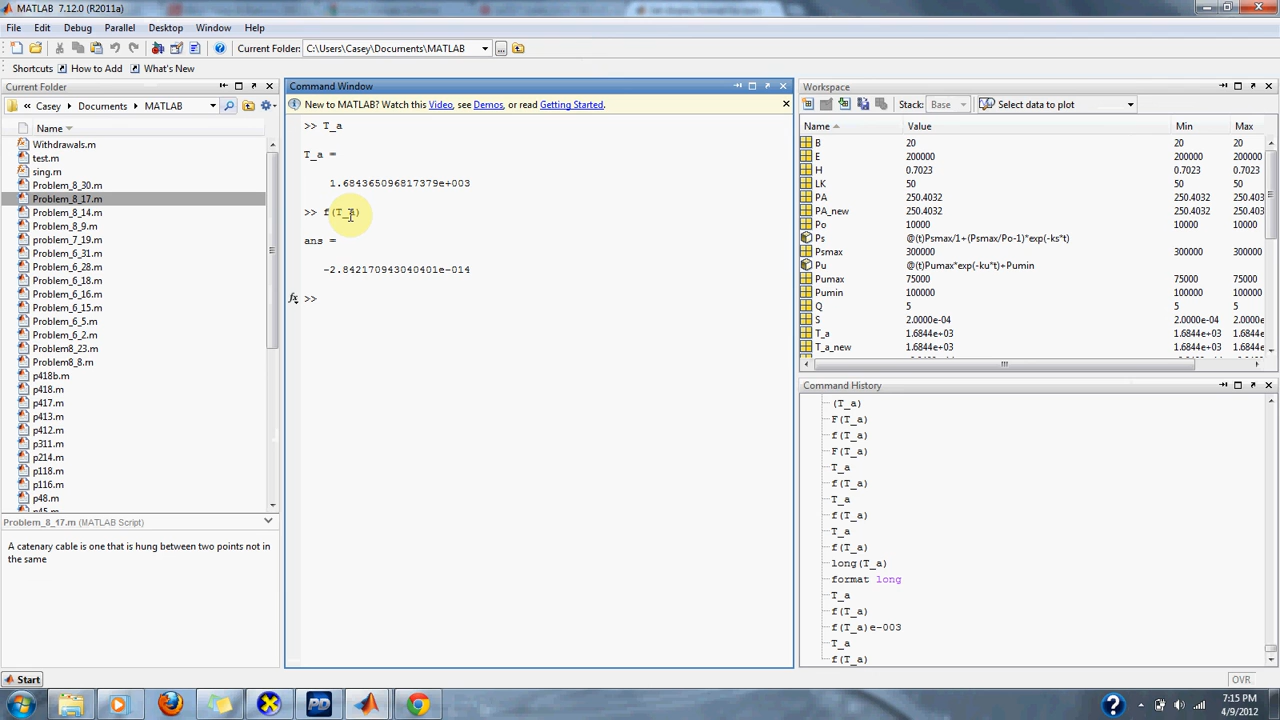 MATLAB 7.12.0 (R2011a)
File Edit Debug Parallel Desktop Window Help
Current Folder: C:\Users\Casey\Documents\MATLAB
Shortcuts How to Add What's New
Current Folder
Casey Documents MATLAB
Name
Withdrawals.m
test.m
sing.m
Problem_8_30.m
Problem_8_17.m
Problem_8_14.m
Problem_8_9.m
problem_7_19.m
Problem_6_31.m
Problem_6_28.m
Problem_6_18.m
Problem_6_16.m
Problem_6_15.m
Problem_6_5.m
Problem_6_2.m
Problem8_23.m
Problem8_8.m
p418b.m
p418.m
p417.m
p413.m
p412.m
p311.m
p214.m
p118.m
p116.m
p48.m
p45.m
Problem_8_17.m (MATLAB Script)
A catenary cable is one that is hung between two points not in
the same
Command Window
New to MATLAB? Watch this Video, see Demos, or read Getting Started.
>> T_a
T_a =
1.684365096817379e+003
>> f(T_a)
ans =
-2.842170943040401e-014
fx >>
Workspace
Stack: Base Select data to plot
Name Value Min Max
B 20 20 20
E 200000 200000 200000
H 0.7023 0.7023 0.7023
LK 50 50 50
PA 250.4032 250.4032 250.4032
PA_new 250.4032 250.4032 250.4032
Po 10000 10000 10000
Ps @(t)Psmax/1+(Psmax/Po-1)*exp(-ks*t)
Psmax 300000 300000 300000
Pu @(t)Pumax*exp(-ku*t)+Pumin
Pumax 75000 75000 75000
Pumin 100000 100000 100000
Q 5 5 5
S 2.0000e-04 2.0000e-04 2.0000e-04
T_a 1.6844e+03 1.6844e+03 1.6844e+03
T_a_new 1.6844e+03 1.6844e+03 1.6844e+03
Command History
(T_a)
F(T_a)
f(T_a)
F(T_a)
T_a
f(T_a)
T_a
f(T_a)
T_a
f(T_a)
long(T_a)
format long
T_a
f(T_a)
f(T_a)e-003
T_a
f(T_a)
Start
OVR
PD
7:15 PM
4/9/2012